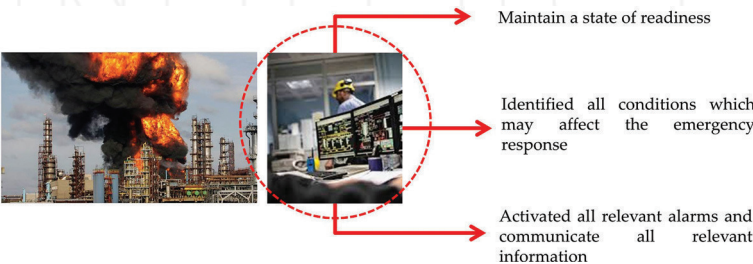 Maintain a state of readiness
Identified all conditions which
may affect the emergency
response
Activated all relevant alarms and
communicate all relevant
information